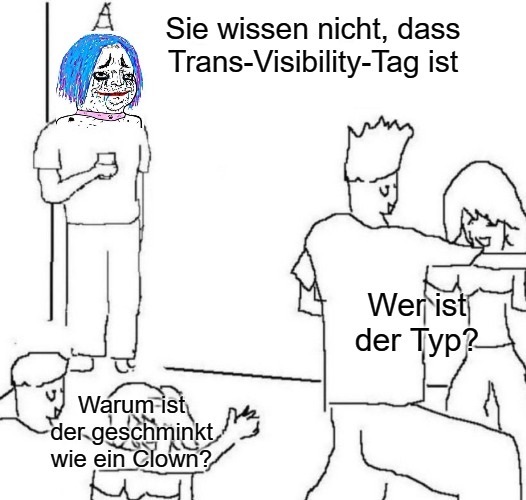 Sie wissen nicht, dass
Trans-Visibility-Tag ist
Wer ist
der Typ?
Warum ist
der geschminkt
wie ein Clown?